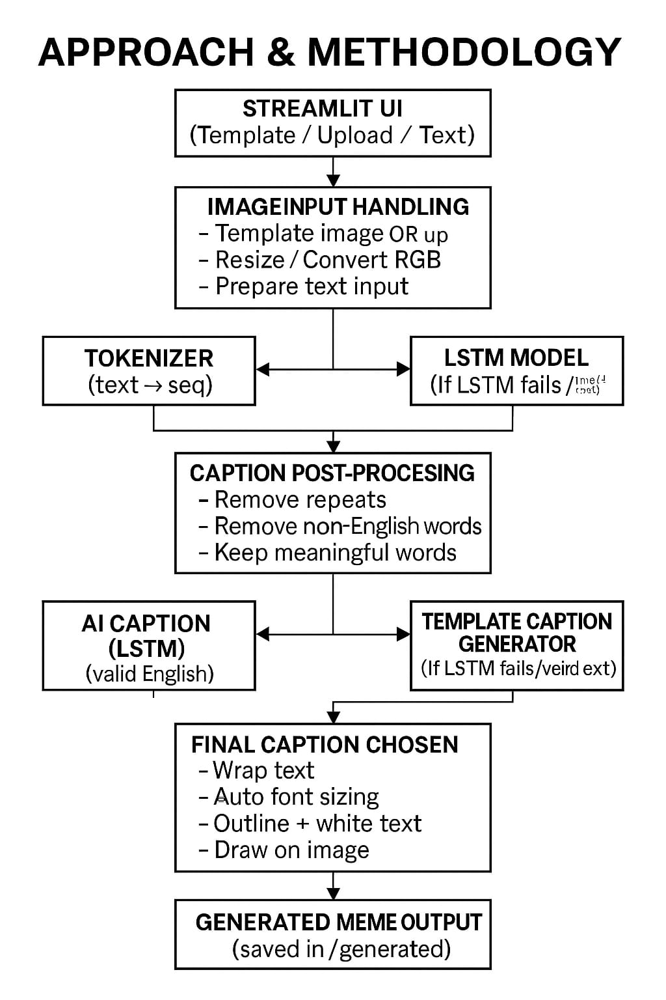 APPROACH & METHODOLOGY
STREAMLIT UI
(Template / Upload / Text)
IMAGEINPUT HANDLING
– Template image OR up
– Resize / Convert RGB
– Prepare text input
TOKENIZER
(text → seq)
LSTM MODEL
(If LSTM fails /
CAPTION POST-PROCESING
– Remove repeats
– Remove non-English words
– Keep meaningful words
AI CAPTION
(LSTM)
(valid English)
TEMPLATE CAPTION
GENERATOR
(If LSTM fails/veird ext)
FINAL CAPTION CHOSEN
– Wrap text
– Auto font sizing
– Outline + white text
– Draw on image
GENERATED MEME OUTPUT
(saved in /generated)